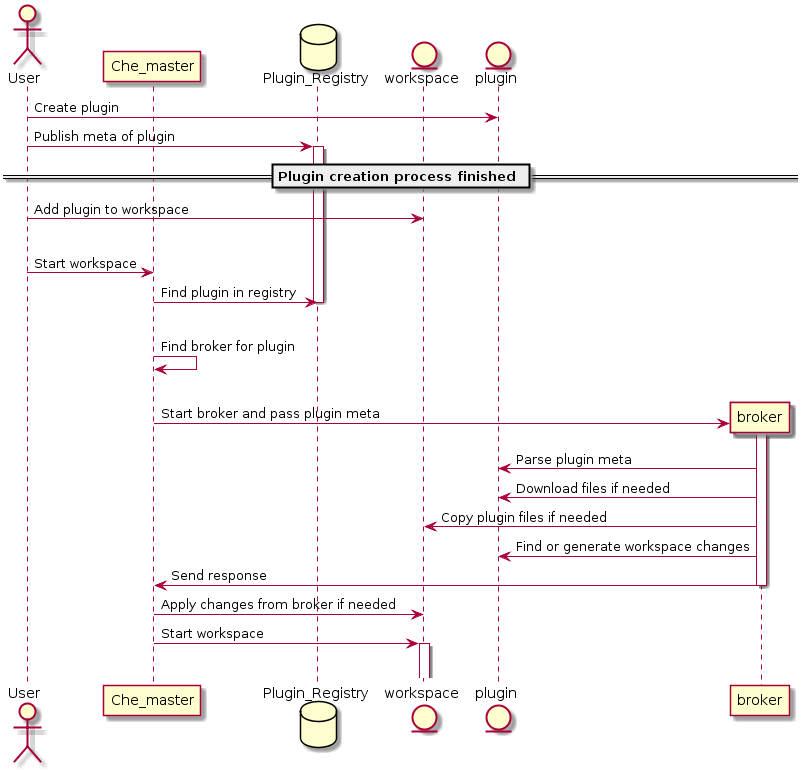 User
Che_master
Plugin_Registry
workspace
plugin
Create plugin
Publish meta of plugin
Plugin creation process finished
Add plugin to workspace
Start workspace
Find plugin in registry
Find broker for plugin
Start broker and pass plugin meta
broker
Parse plugin meta
Download files if needed
Copy plugin files if needed
Find or generate workspace changes
Send response
Apply changes from broker if needed
Start workspace
User
Che_master
Plugin_Registry
workspace
plugin
broker